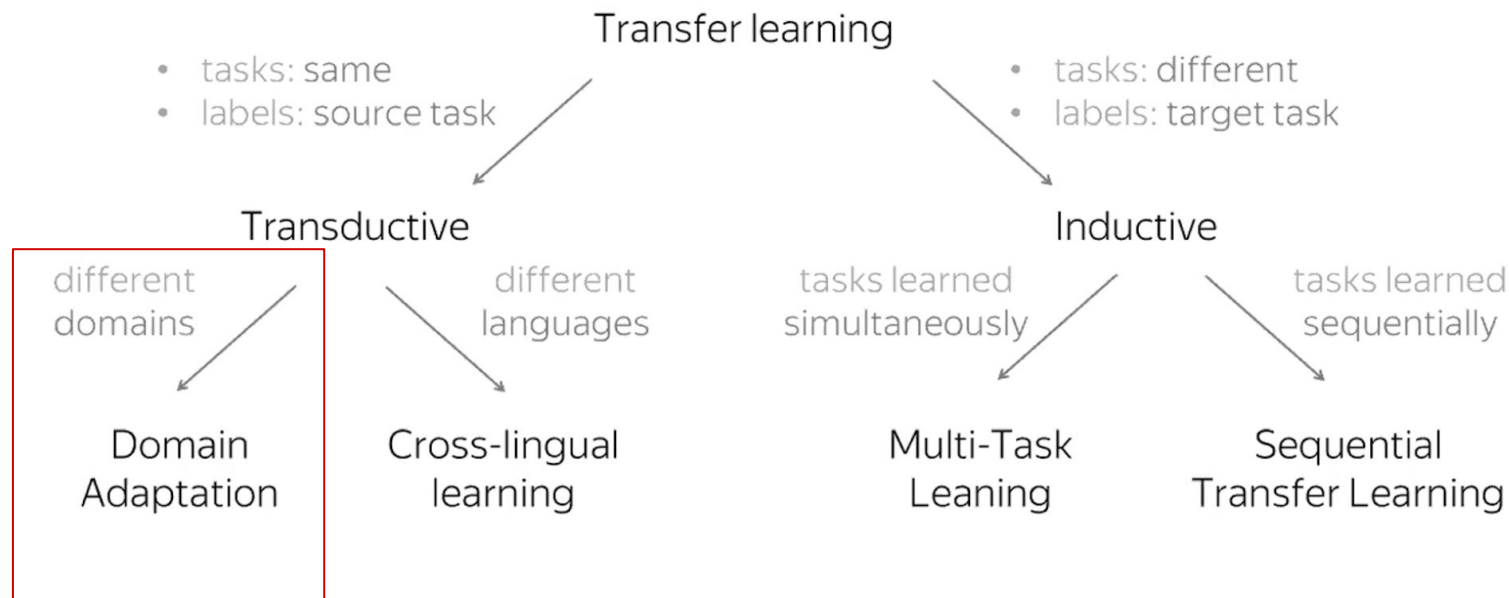 Transfer learning
• tasks: same
• labels: source task
• tasks: different
• labels: target task
Transductive
Inductive
different
domains
different
languages
tasks learned
simultaneously
tasks learned
sequentially
Domain
Adaptation
Cross-lingual
learning
Multi-Task
Leaning
Sequential
Transfer Learning